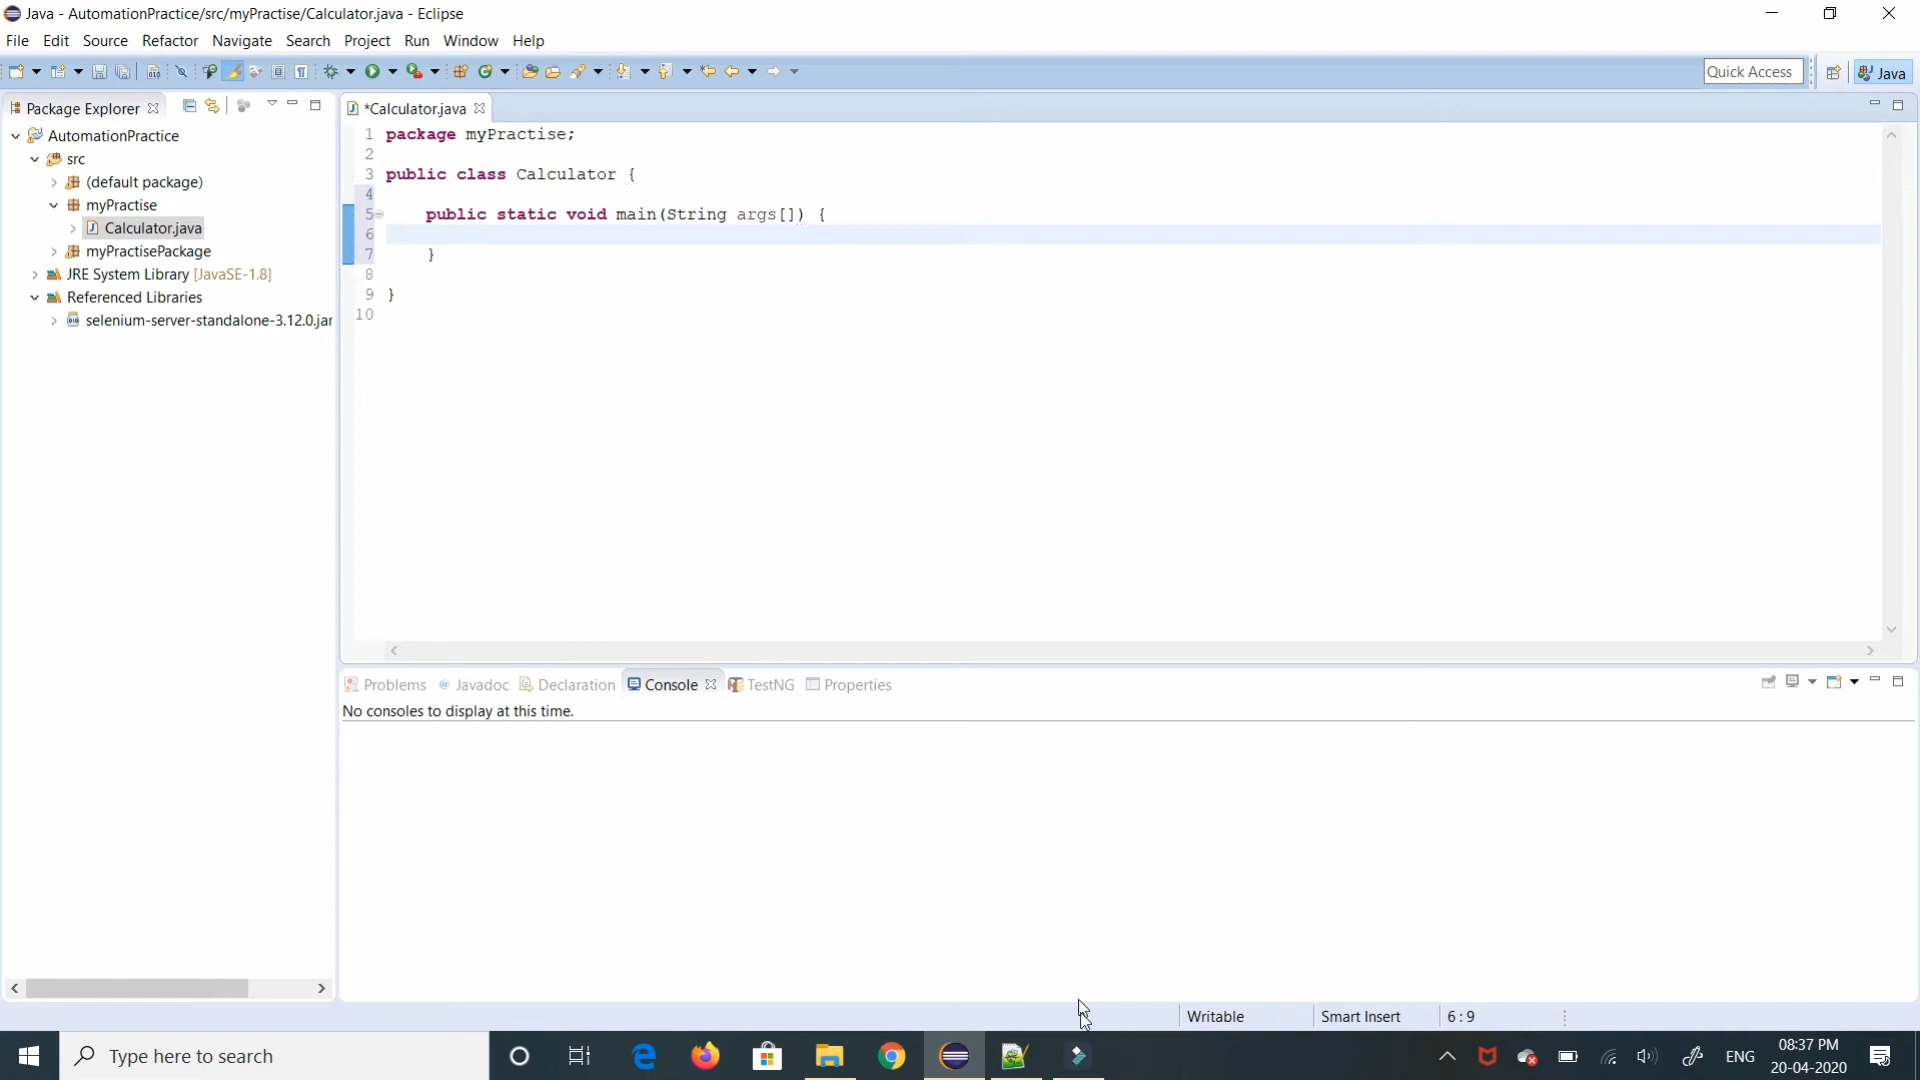 Java - AutomationPractice/src/myPractise/Calculator.java - Eclipse
File Edit Source Refactor Navigate Search Project Run Window Help
Quick Access
Java
Package Explorer
AutomationPractice
src
(default package)
myPractise
Calculator.java
myPractisePackage
JRE System Library [JavaSE-1.8]
Referenced Libraries
selenium-server-standalone-3.12.0.jar
*Calculator.java
1 package myPractise;
2
3 public class Calculator {
4
5 public static void main(String args[]) {
6
7 }
8
9 }
10
Problems Javadoc Declaration Console TestNG Properties
No consoles to display at this time.
Writable Smart Insert 6 : 9
Type here to search
ENG
08:37 PM
20-04-2020